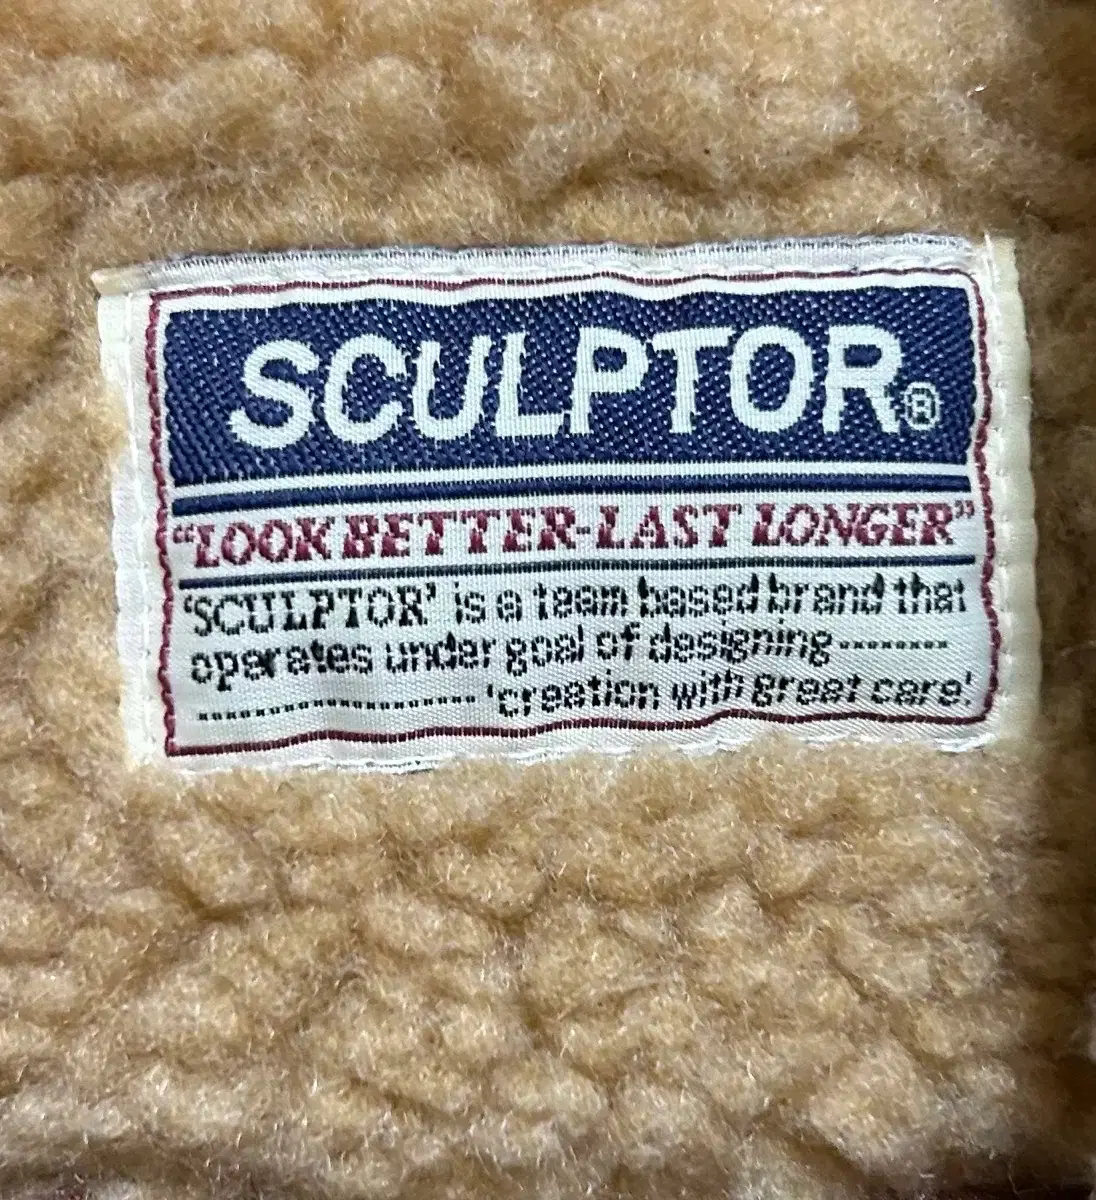 SCULPTOR®
“LOOK BETTER-LAST LONGER”
‘SCULPTOR’ is a team based brand that
operates under goal of designing---------
---------------------‘creation with great care’